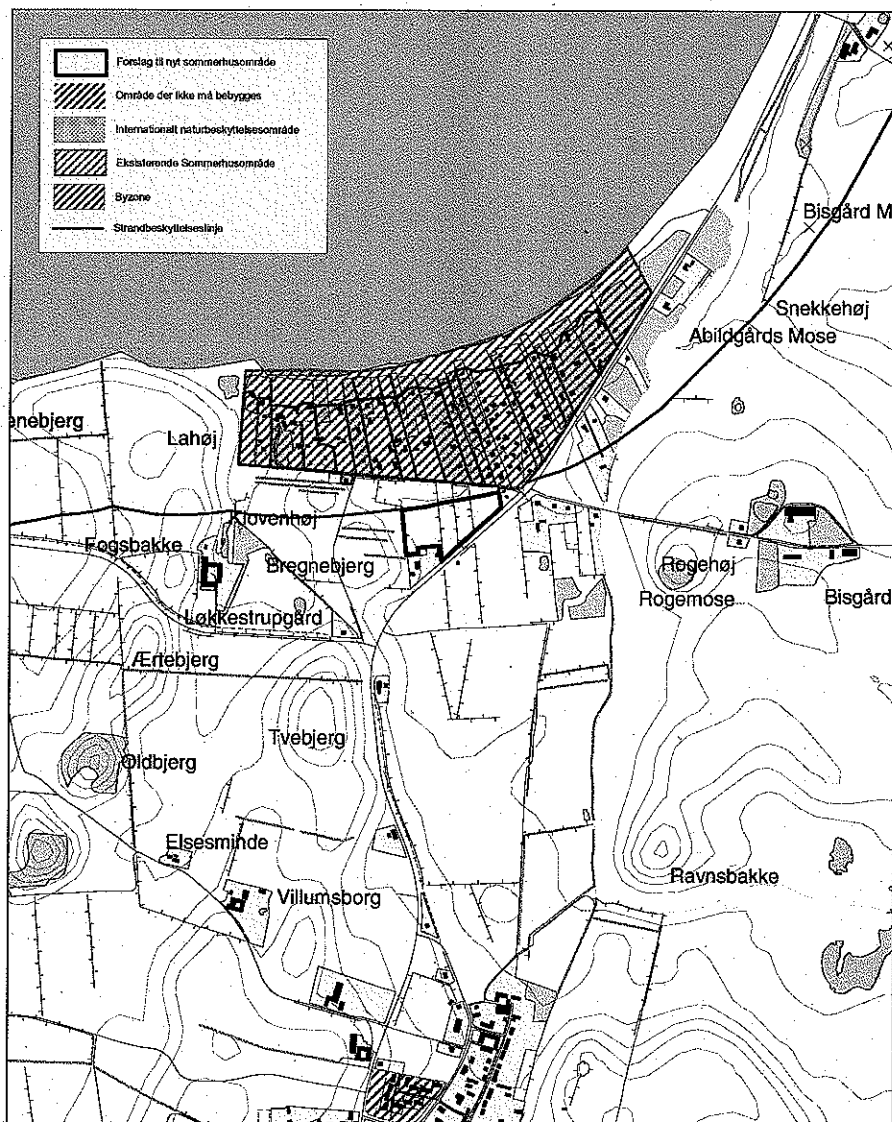 Forslag til nyt sommerhusområde
Område der ikke må bebygges
Internationalt naturbeskyttelsesområde
Eksisterende Sommerhusområde
Byzone
Strandbeskyttelseslinje
Bisgård M
Snekkehøj
Abildgårds Mose
enebjerg
Lahøj
Klovenhøj
Fogsbakke
Bregnebjerg
Rogehøj
Rogemose
Bisgård
Løkkestrupgård
Ærtebjerg
Tvebjerg
Oldbjerg
Elsesminde
Ravnsbakke
Villumsborg